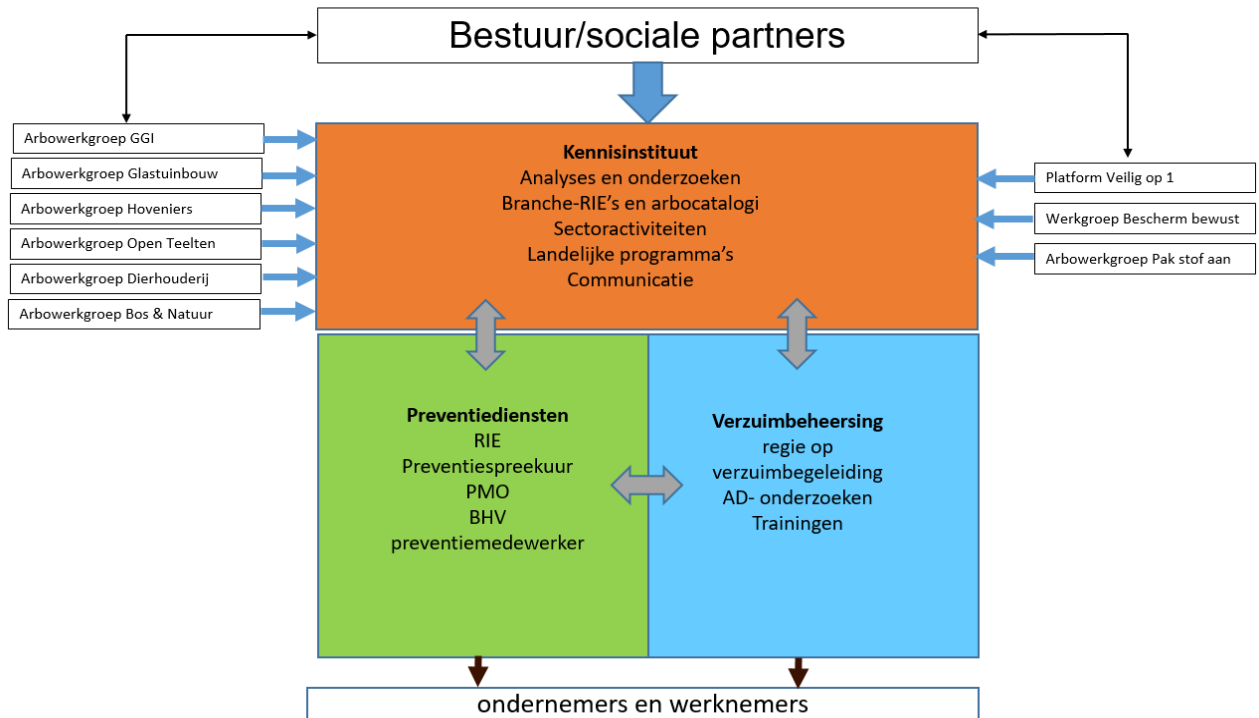 Bestuur/sociale partners
Arbowerkgroep GGI
Arbowerkgroep Glastuinbouw
Arbowerkgroep Hoveniers
Arbowerkgroep Open Teelten
Arbowerkgroep Dierhouderij
Arbowerkgroep Bos & Natuur
Kennisinstituut
Analyses en onderzoeken
Branche-RIE’s en arbocatalogi
Sectoractiviteiten
Landelijke programma’s
Communicatie
Platform Veilig op 1
Werkgroep Bescherm bewust
Arbowerkgroep Pak stof aan
Preventiediensten
RIE
Preventiespreekuur
PMO
BHV
preventiemedewerker
Verzuimbeheersing
regie op
verzuimbegeleiding
AD- onderzoeken
Trainingen
ondernemers en werknemers